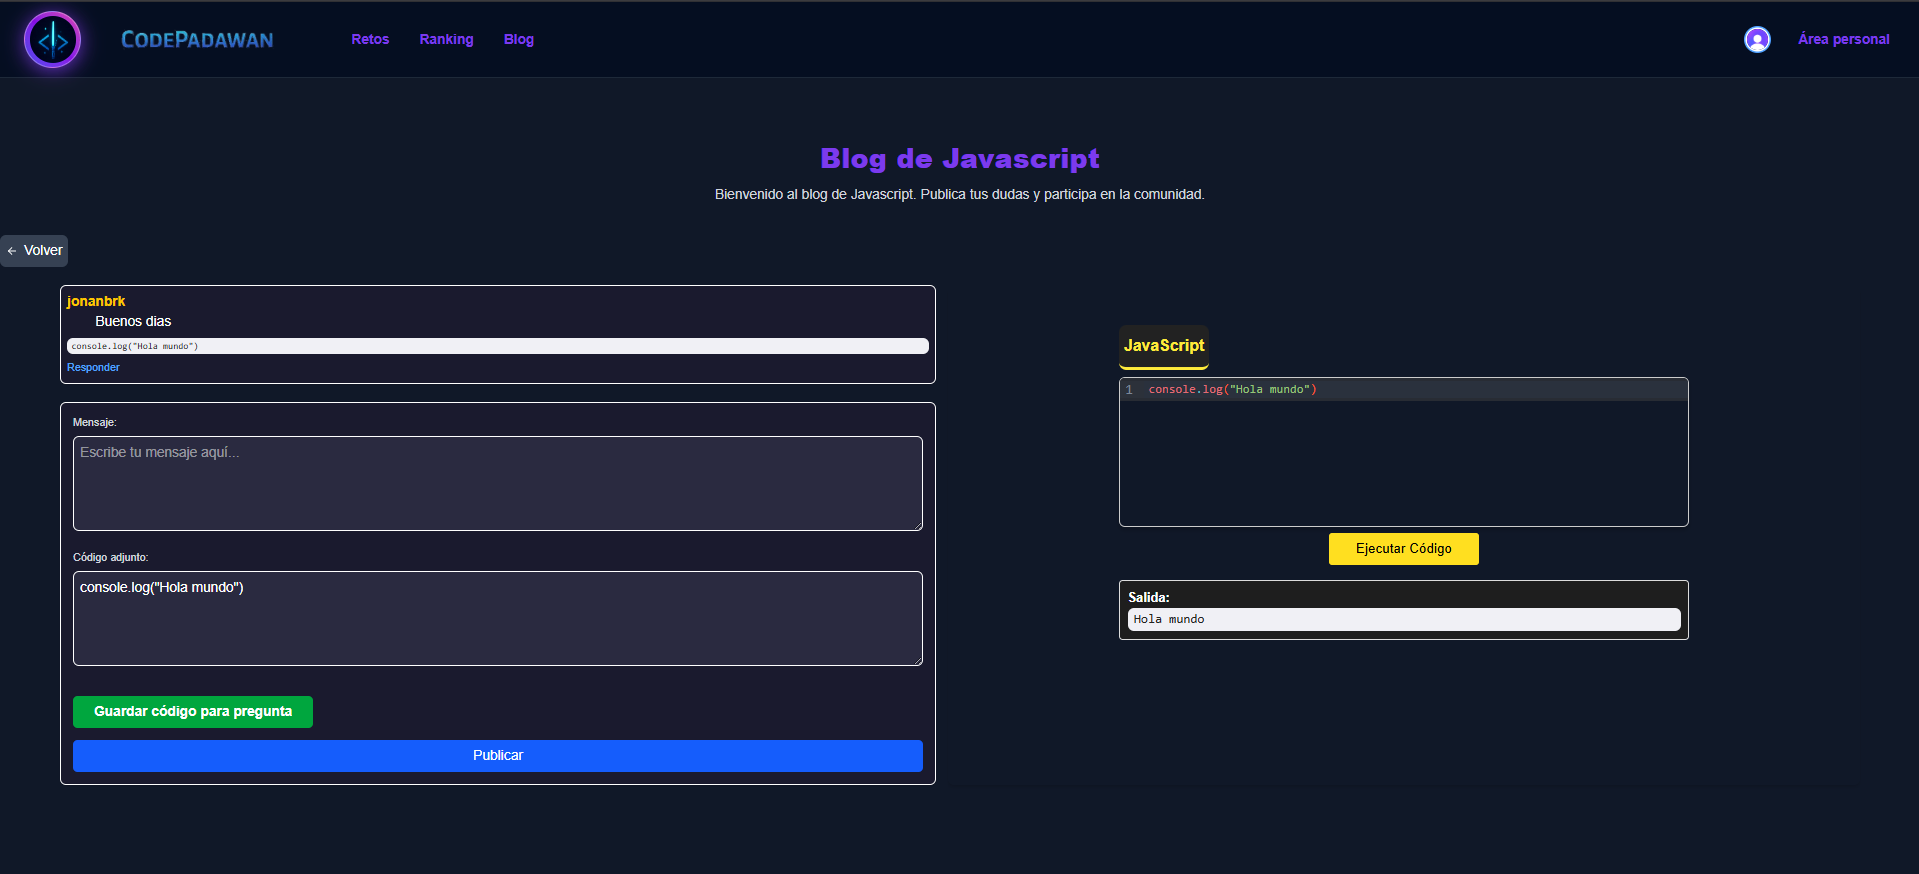 CODEPADAWAN
Retos
Ranking
Blog
Área personal
Blog de Javascript
Bienvenido al blog de Javascript. Publica tus dudas y participa en la comunidad.
← Volver
jonanbrk
Buenos dias
console.log("Hola mundo")
Responder
Mensaje:
Escribe tu mensaje aquí...
Código adjunto:
console.log("Hola mundo")
Guardar código para pregunta
Publicar
JavaScript
1 console.log("Hola mundo")
Ejecutar Código
Salida:
Hola mundo